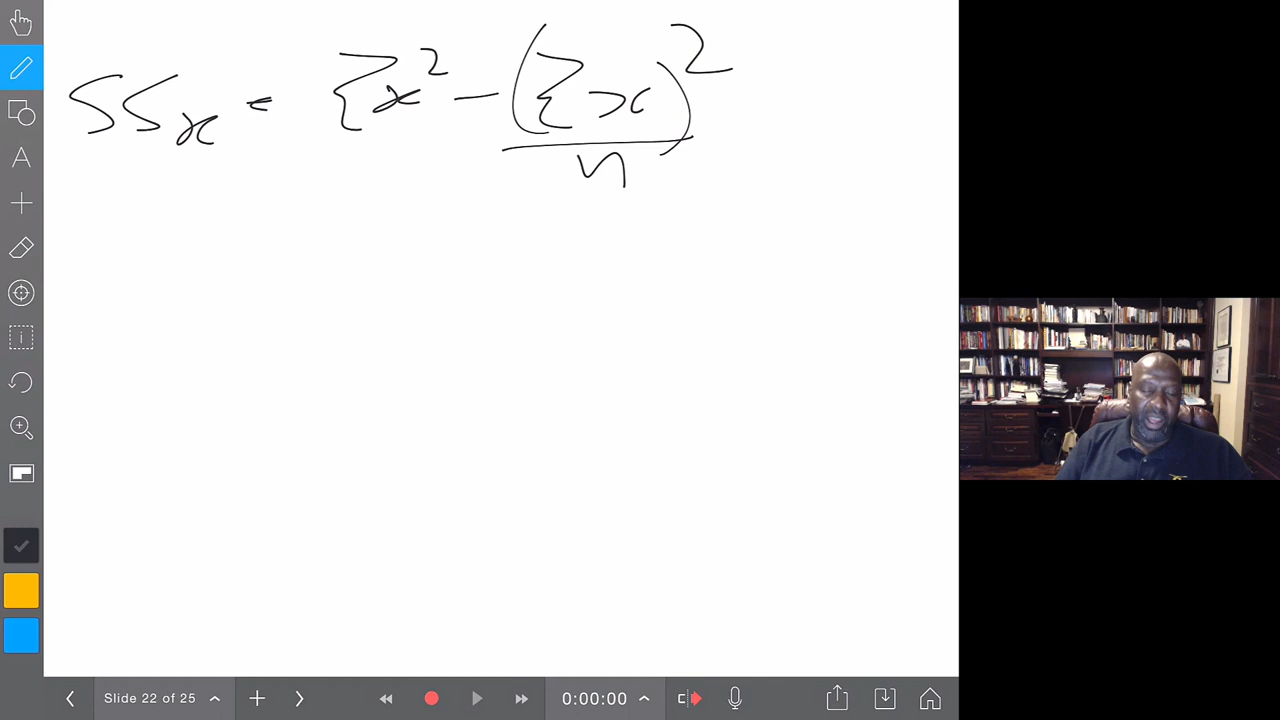 SSx = Σx² - (Σx)²
n
A
i
Slide 22 of 25
0:00:00